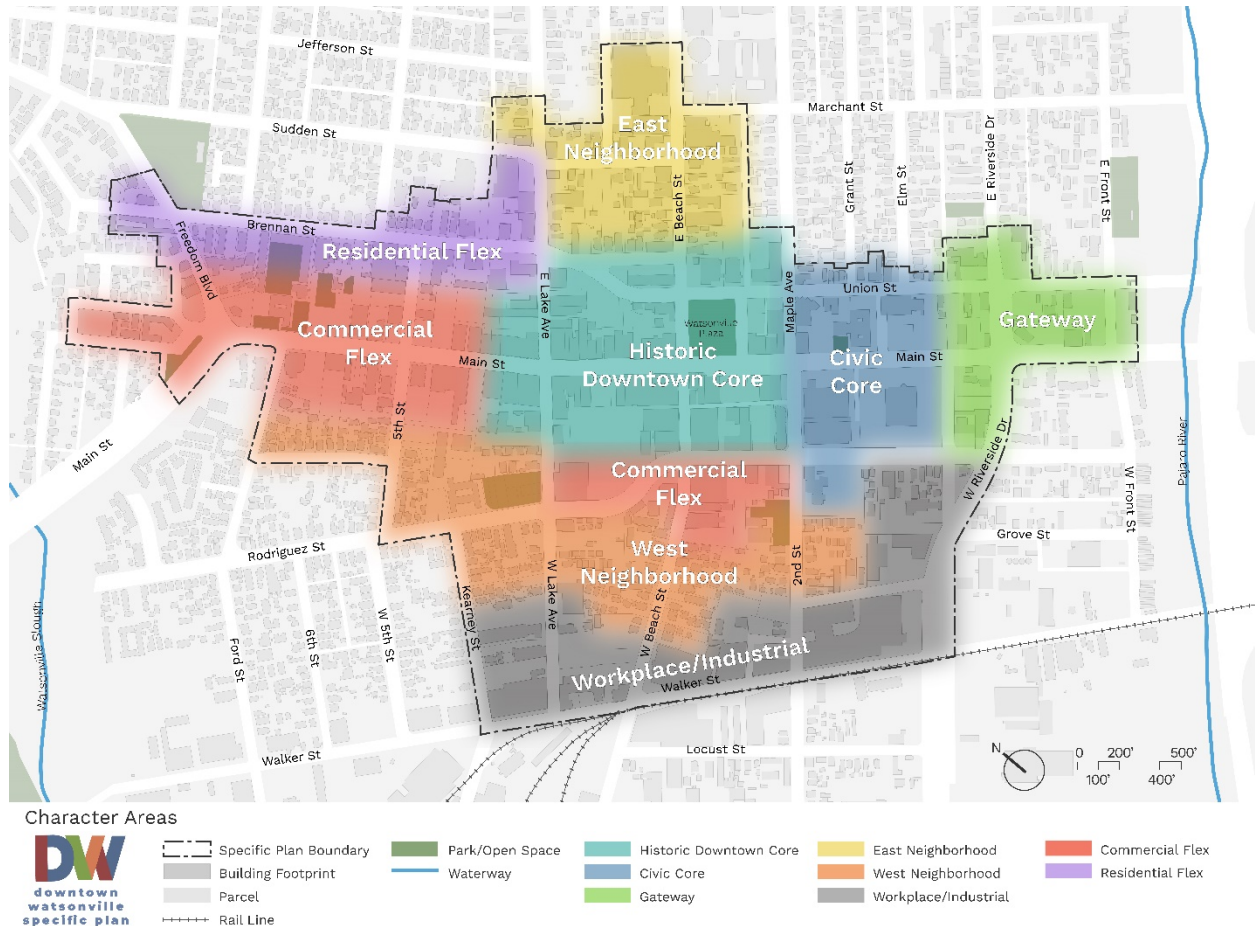 Jefferson St
Marchant St
Sudden St
East
Neighborhood
Grant St
Elm St
E Riverside Dr
E Front St
E Beach St
Brennan St
Freedom Blvd
Residential Flex
E Lake Ave
Maple Ave
Union St
Watsonville
Plaza
Gateway
Commercial
Flex
Main St
Historic
Downtown Core
Civic
Core
Main St
5th St
Main St
Commercial
Flex
W Riverside Dr
W Front St
Pajaro River
Grove St
Rodriguez St
West
Neighborhood
2nd St
Kearney St
W Lake Ave
W Beach St
Watsonville Slough
Ford St
6th St
W 5th St
Workplace/Industrial
Walker St
Walker St
Locust St
N
0 200' 500'
100' 400'
Character Areas
DW
downtown
watsonville
specific plan
Specific Plan Boundary
Building Footprint
Parcel
Rail Line
Park/Open Space
Waterway
Historic Downtown Core
Civic Core
Gateway
East Neighborhood
West Neighborhood
Workplace/Industrial
Commercial Flex
Residential Flex